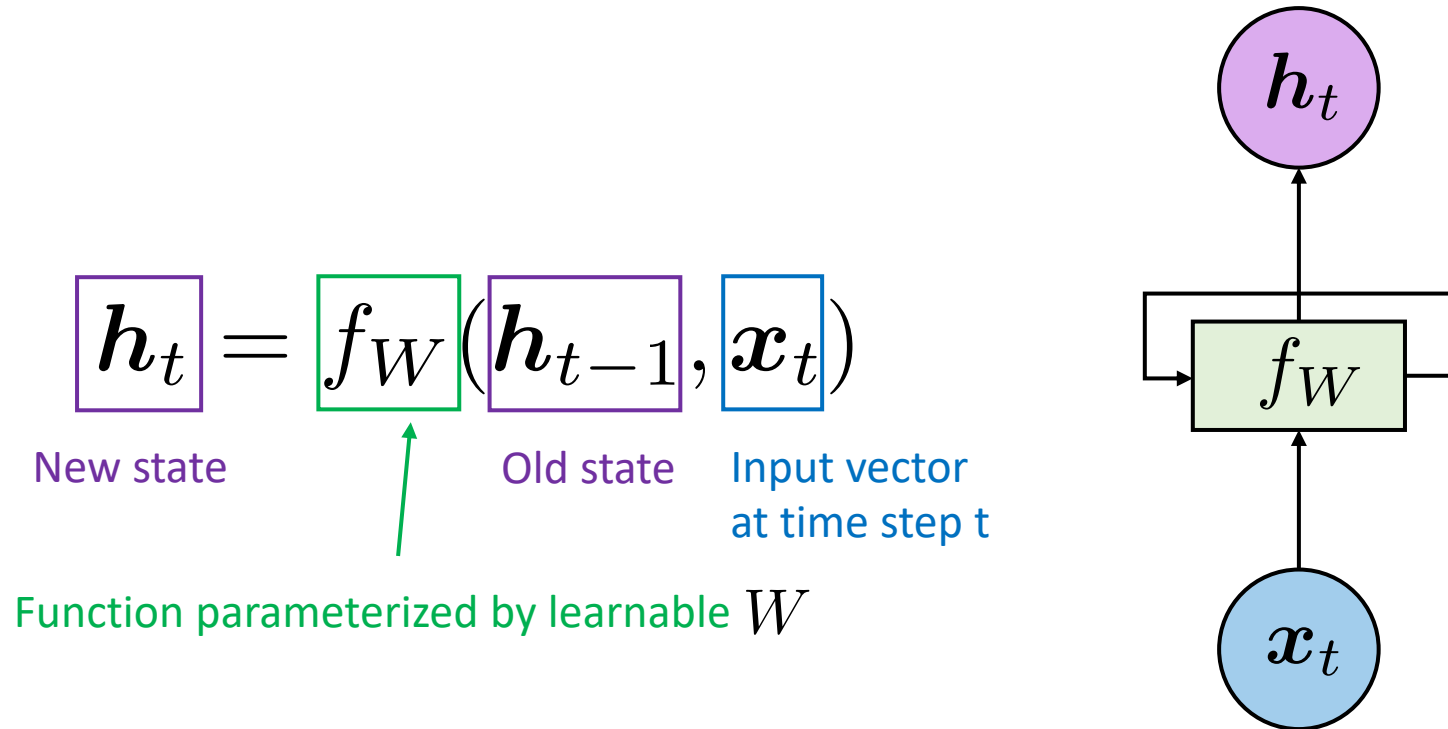 h_t = f_W(h_{t-1}, x_t)
New state
Old state
Input vector
at time step t
Function parameterized by learnable W
h_t
f_W
x_t